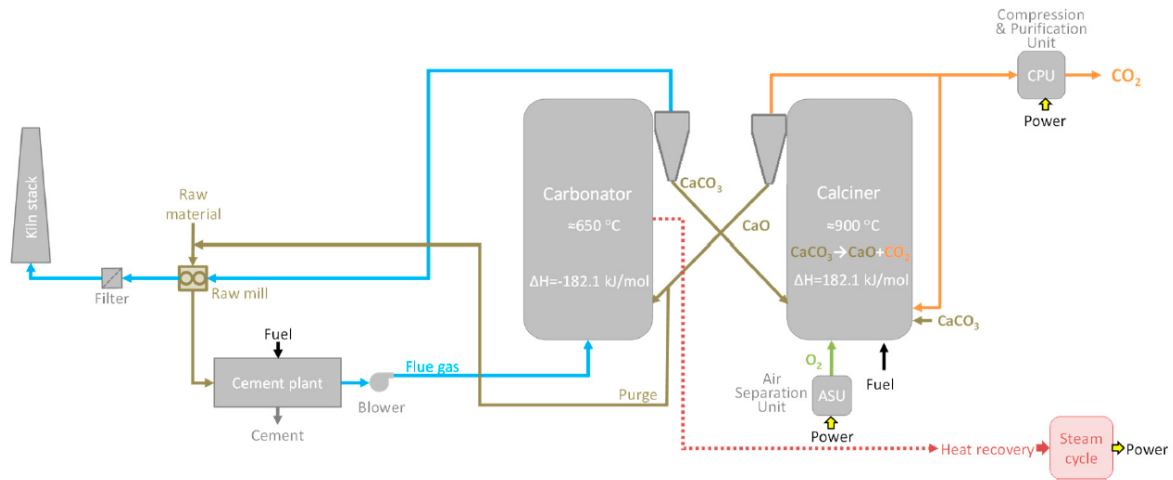 Compression
& Purification
Unit
CPU
CO₂
Power
Kiln stack
Raw
material
Filter
Raw mill
Fuel
Cement plant
Cement
Blower
Flue gas
Purge
Carbonator
≈650 °C
ΔH=-182.1 kJ/mol
CaCO₃
CaO
Calciner
≈900 °C
CaCO₃→CaO+CO₂
ΔH=182.1 kJ/mol
CaCO₃
O₂
Fuel
Air
Separation
Unit
ASU
Power
Heat recovery
Steam
cycle
Power